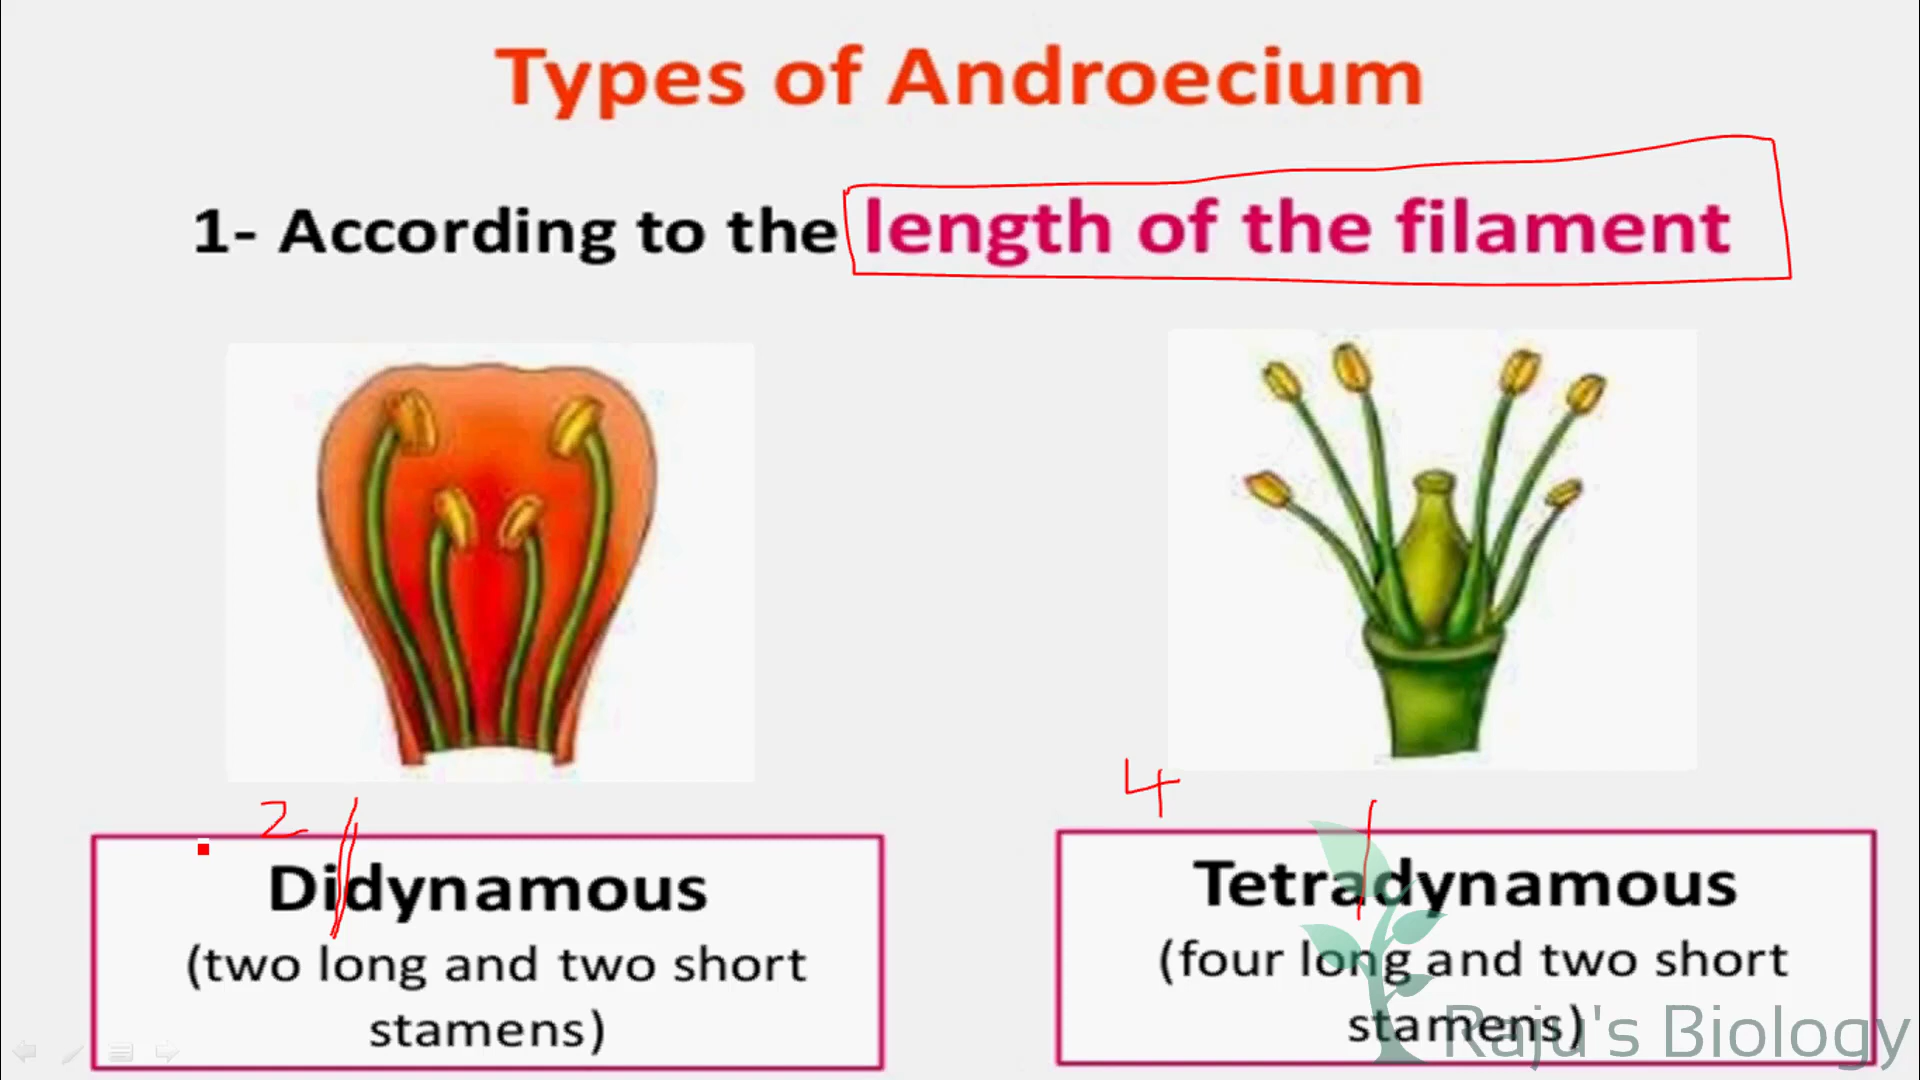 Types of Androecium
1- According to the length of the filament
2
4
Didynamous
(two long and two short
stamens)
Tetradynamous
(four long and two short
stamens)
Raju's Biology